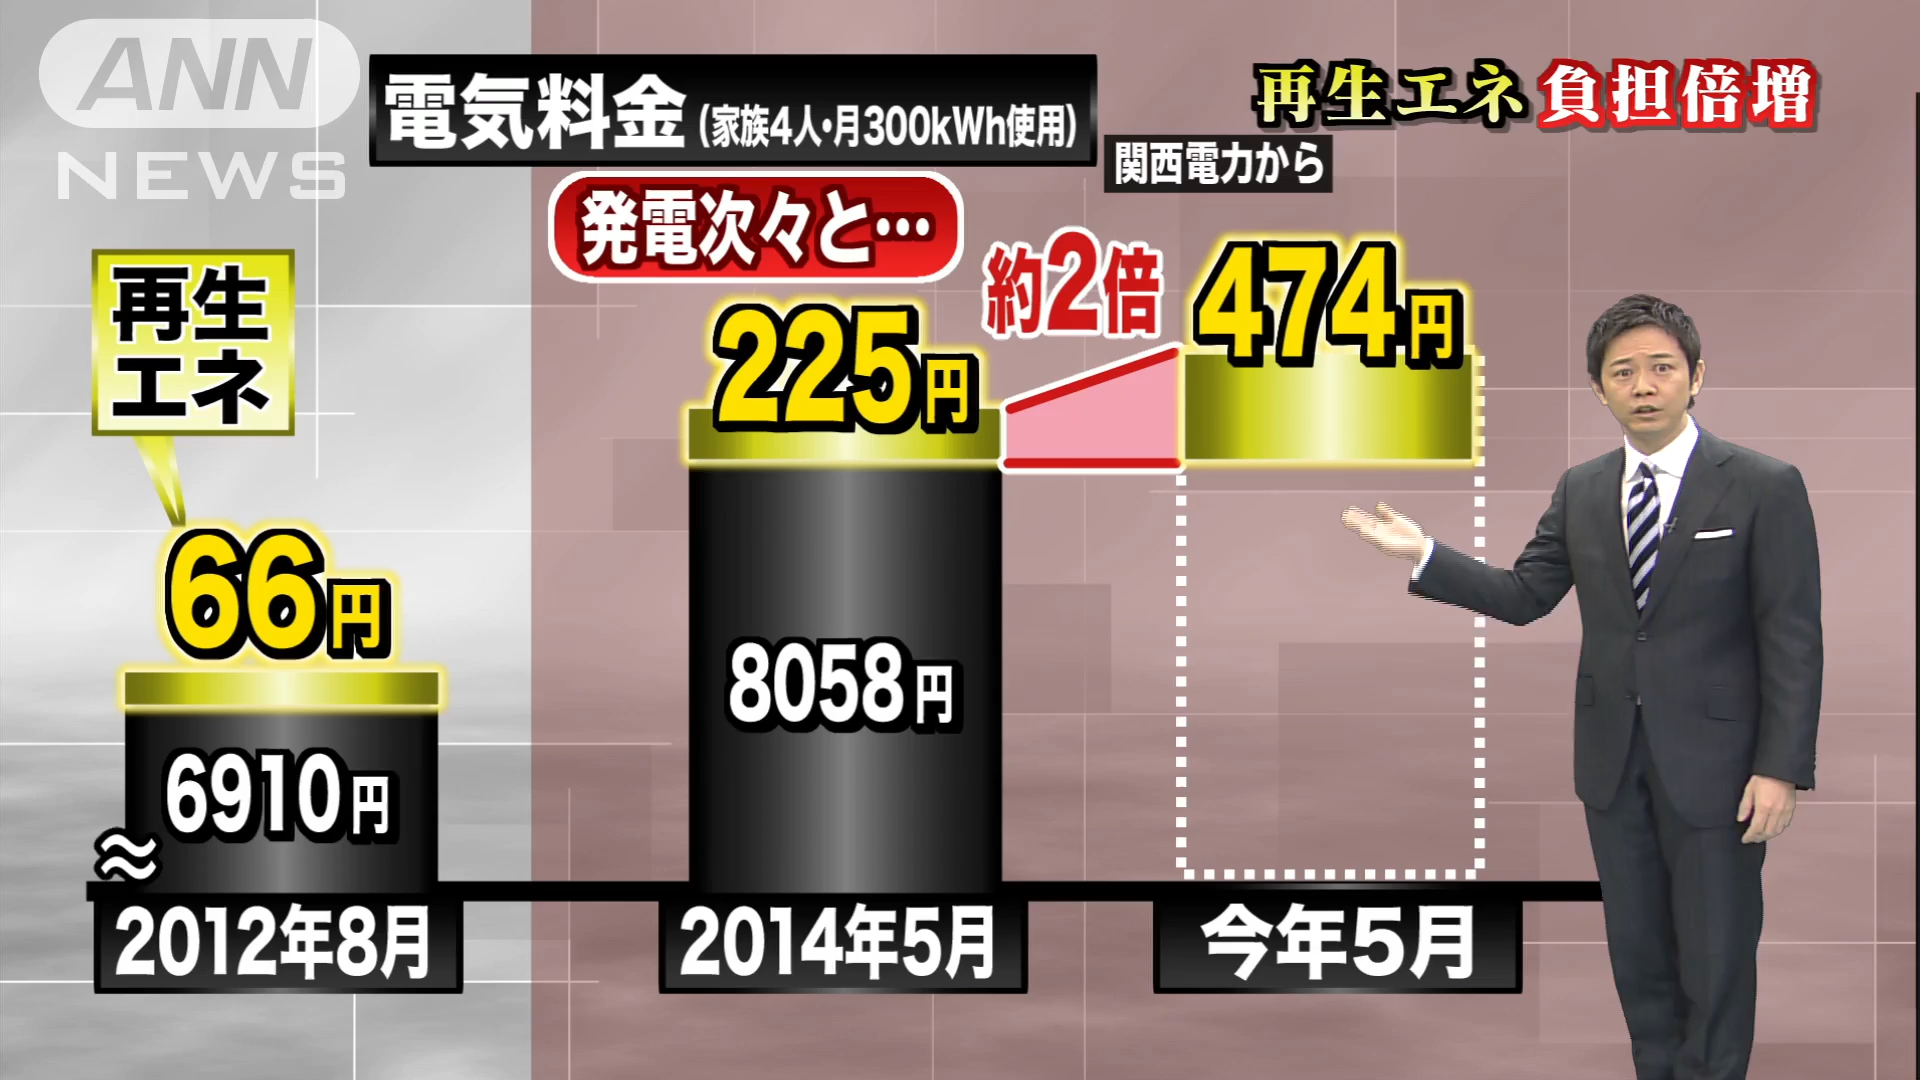 ANN
NEWS
電気料金(家族4人・月300kWh使用)
再生エネ負担倍増
関西電力から
発電次々と…
再生
エネ
約2倍
474円
225円
66円
8058円
6910円
2012年8月
2014年5月
今年5月